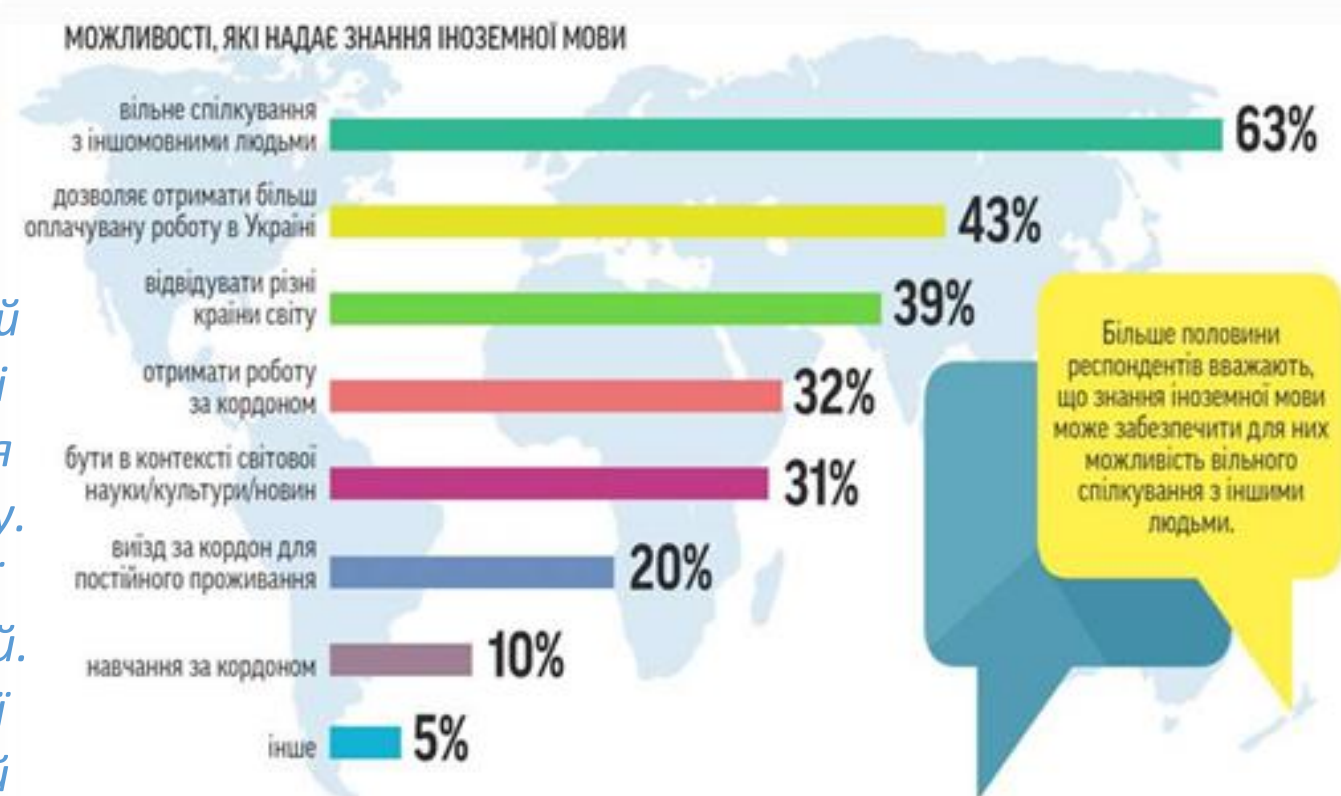 МОЖЛИВОСТІ, ЯКІ НАДАЄ ЗНАННЯ ІНОЗЕМНОЇ МОВИ
вільне спілкування
з іншомовними людьми
63%
дозволяє отримати більш
оплачувану роботу в Україні
43%
відвідувати різні
країни світу
39%
отримати роботу
за кордоном
32%
бути в контексті світової
науки/культури/новин
31%
виїзд за кордон для
постійного проживання
20%
навчання за кордоном
10%
інше
5%
Більше половини
респондентів вважають,
що знання іноземної мови
може забезпечити для них
можливість вільного
спілкування з іншими
людьми.